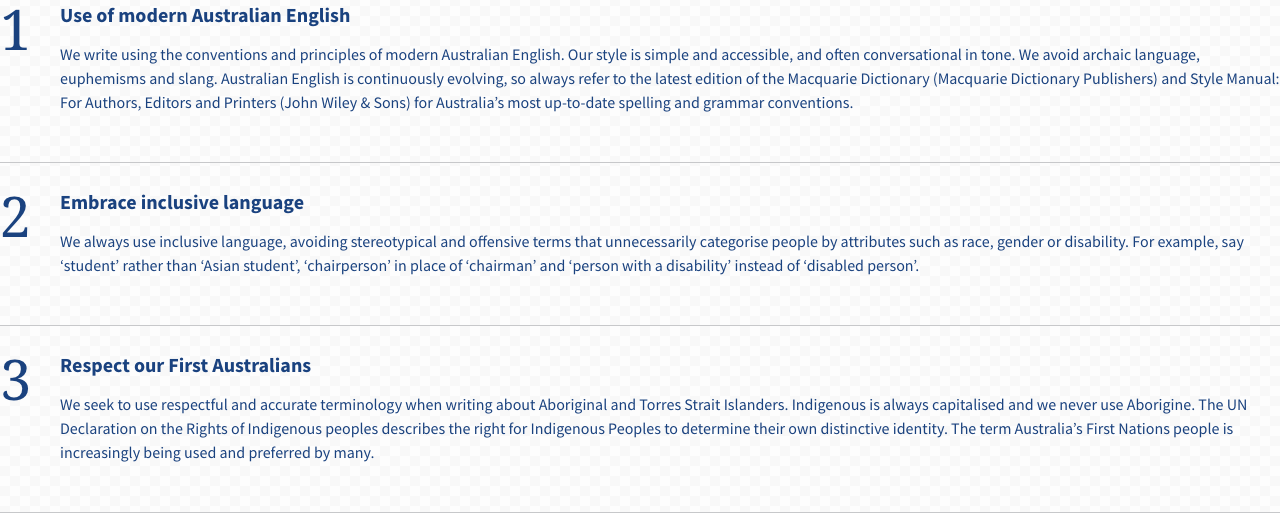 1
Use of modern Australian English
We write using the conventions and principles of modern Australian English. Our style is simple and accessible, and often conversational in tone. We avoid archaic language,
euphemisms and slang. Australian English is continuously evolving, so always refer to the latest edition of the Macquarie Dictionary (Macquarie Dictionary Publishers) and Style Manual:
For Authors, Editors and Printers (John Wiley & Sons) for Australia’s most up-to-date spelling and grammar conventions.
2
Embrace inclusive language
We always use inclusive language, avoiding stereotypical and offensive terms that unnecessarily categorise people by attributes such as race, gender or disability. For example, say
‘student’ rather than ‘Asian student’, ‘chairperson’ in place of ‘chairman’ and ‘person with a disability’ instead of ‘disabled person’.
3
Respect our First Australians
We seek to use respectful and accurate terminology when writing about Aboriginal and Torres Strait Islanders. Indigenous is always capitalised and we never use Aborigine. The UN
Declaration on the Rights of Indigenous peoples describes the right for Indigenous Peoples to determine their own distinctive identity. The term Australia’s First Nations people is
increasingly being used and preferred by many.